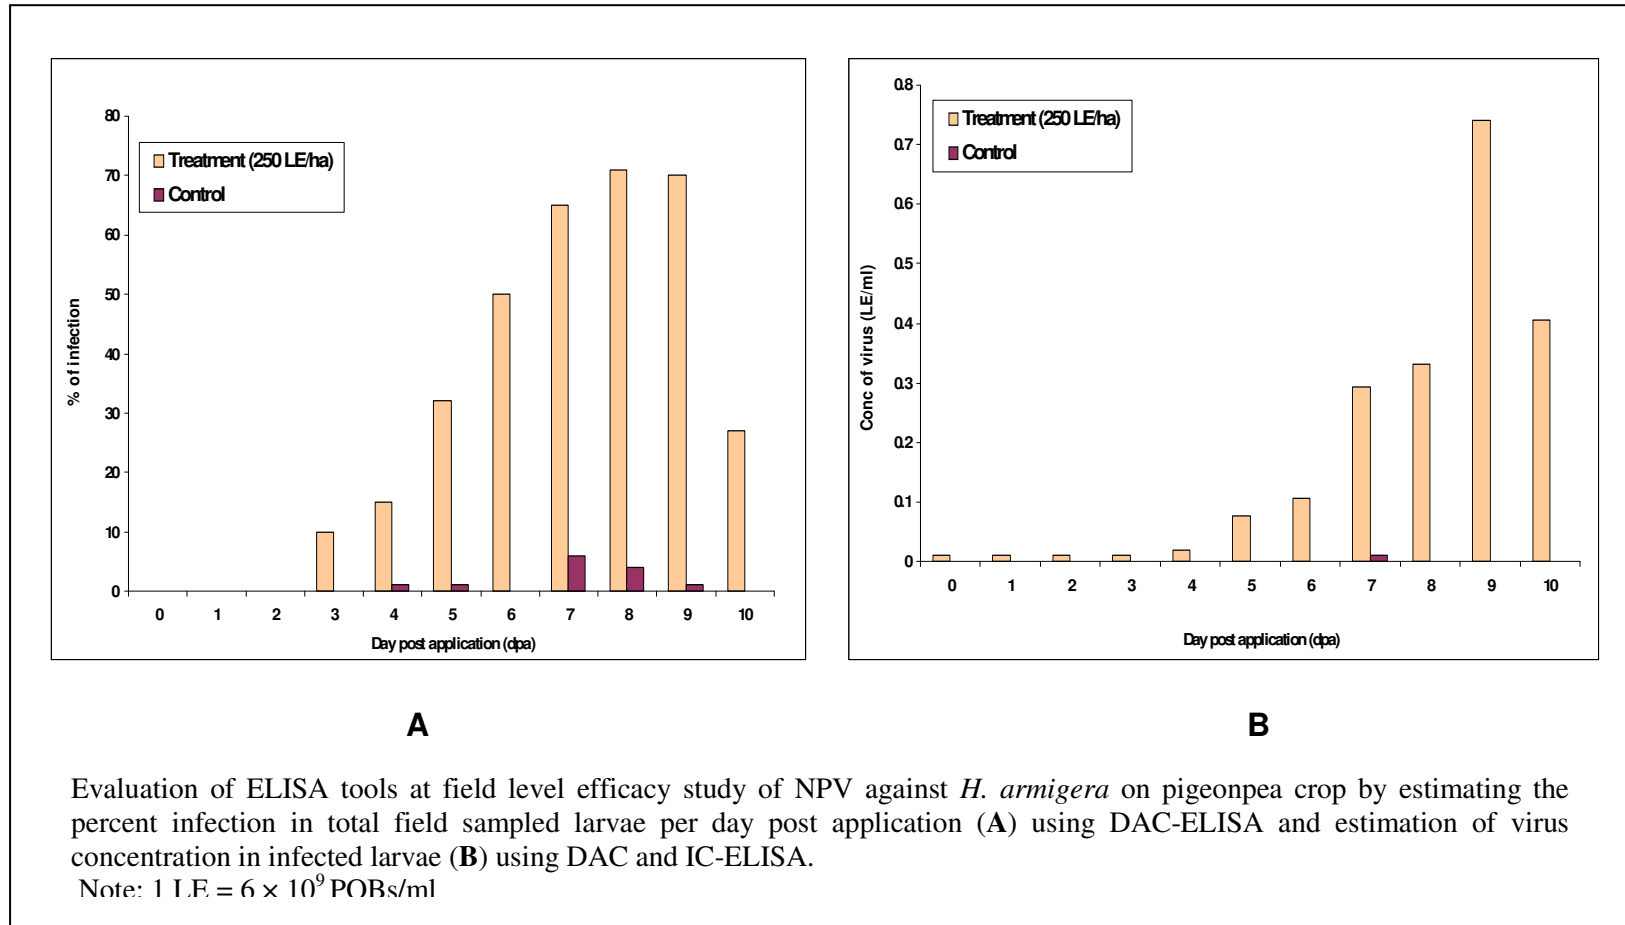 80
70
60
50
40
30
20
10
0
% of infection
Treatment (250 LE/ha)
Control
0 1 2 3 4 5 6 7 8 9 10
Day post application (dpa)
0.8
0.7
0.6
0.5
0.4
0.3
0.2
0.1
0
Conc of virus (LE/ml)
Treatment (250 LE/ha)
Control
0 1 2 3 4 5 6 7 8 9 10
Day post application (dpa)
A
B
Evaluation of ELISA tools at field level efficacy study of NPV against H. armigera on pigeonpea crop by estimating the
percent infection in total field sampled larvae per day post application (A) using DAC-ELISA and estimation of virus
concentration in infected larvae (B) using DAC and IC-ELISA.
Note: 1 LE = 6 × 10⁹ POBs/ml